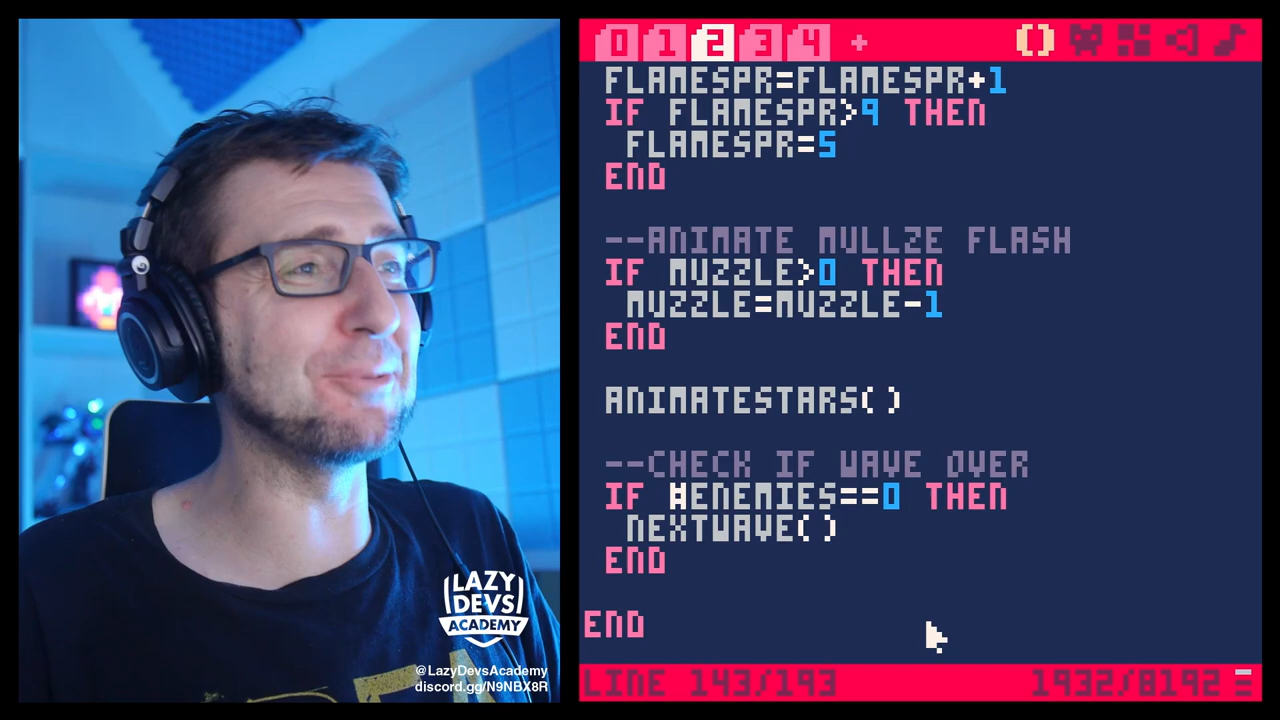 LAZY
DEVS
ACADEMY
@LazyDevsAcademy
discord.gg/N9NBX8R
0 1 2 3 4 +
FLAMESPR=FLAMESPR+1
IF FLAMESPR>9 THEN
FLAMESPR=5
END
--ANIMATE MULLZE FLASH
IF MUZZLE>0 THEN
MUZZLE=MUZZLE-1
END
ANIMATESTARS()
--CHECK IF WAVE OVER
IF #ENEMIES==0 THEN
NEXTWAVE()
END
END
LINE 143/193
1932/8192